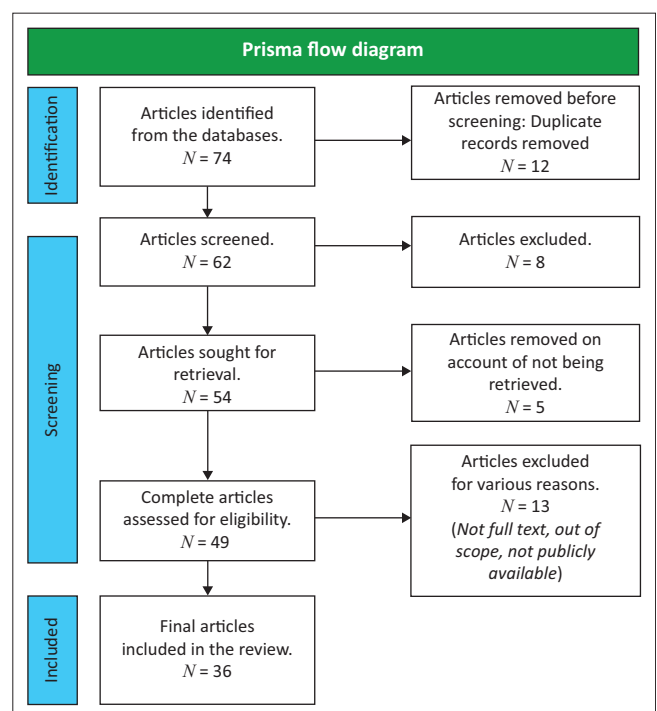 Prisma flow diagram
Identification
Articles identified
from the databases.
N = 74
Articles removed before
screening: Duplicate
records removed
N = 12
Screening
Articles screened.
N = 62
Articles excluded.
N = 8
Articles sought for
retrieval.
N = 54
Articles removed on
account of not being
retrieved.
N = 5
Complete articles
assessed for eligibility.
N = 49
Articles excluded
for various reasons.
N = 13
(Not full text, out of
scope, not publicly
available)
Included
Final articles
included in the review.
N = 36